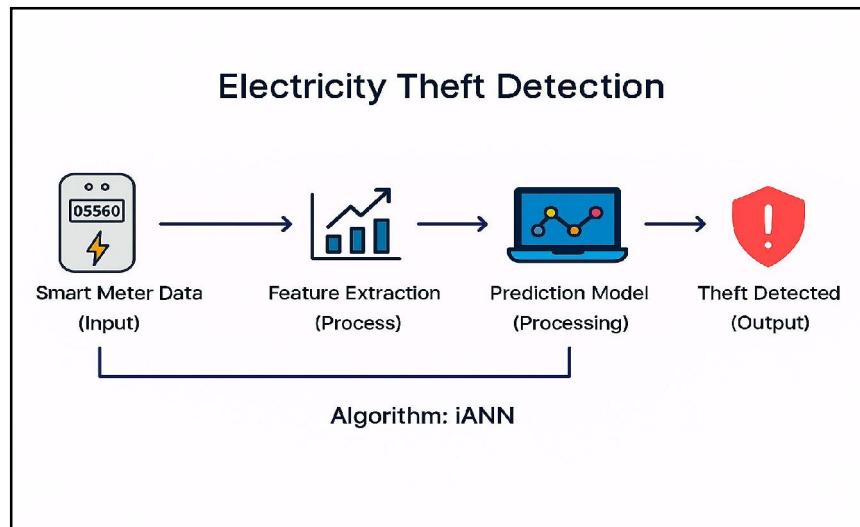 Electricity Theft Detection
05560
Smart Meter Data
(Input)
Feature Extraction
(Process)
Prediction Model
(Processing)
Theft Detected
(Output)
Algorithm: iANN